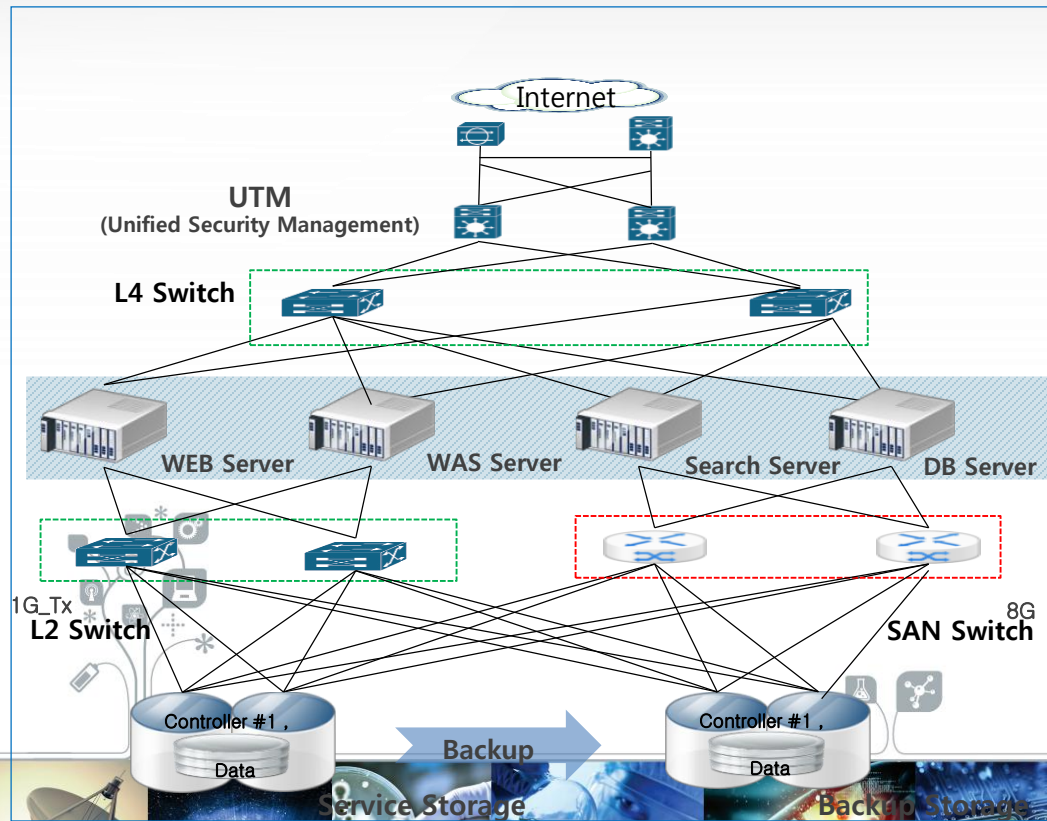 Internet
UTM
(Unified Security Management)
L4 Switch
WEB Server
WAS Server
Search Server
DB Server
1G_Tx
L2 Switch
8G
SAN Switch
Controller #1 ,
Data
Backup
Controller #1 ,
Data
Service Storage
Backup Storage